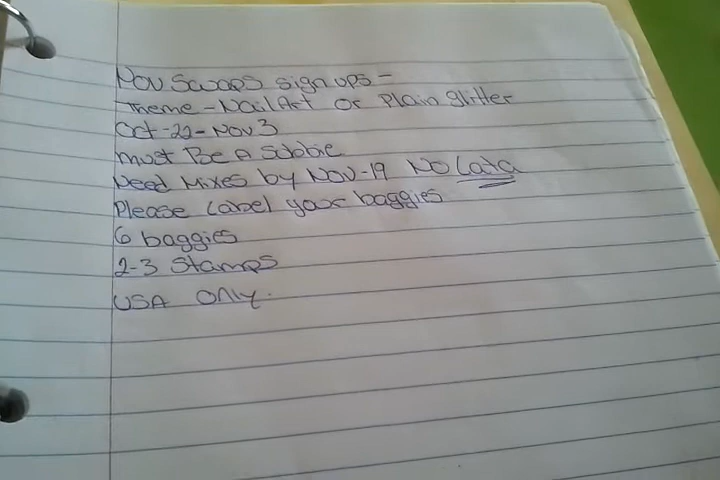 Nov Swaps sign ups -
Theme - Nail Art or Plain glitter
Oct-22 - Nov 3
Must Be A Subbie
Need Mixes by Nov-19 No
Please Label your baggies
6 baggies
2-3 Stamps
USA Only.